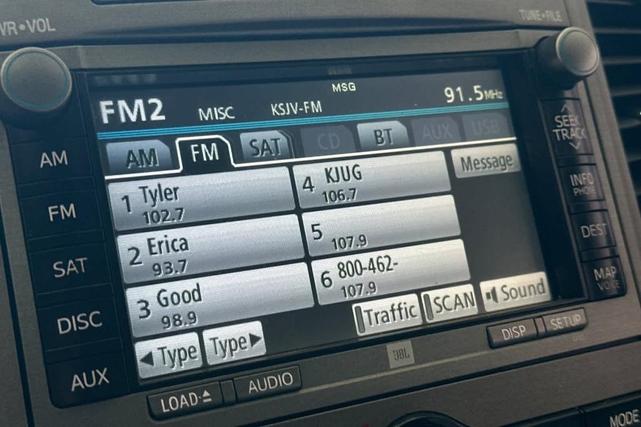 PWR•VOL
TUNE•FILE
MSG
FM2 MISC KSJV-FM 91.5MHz
AM FM SAT CD BT AUX USB
1 Tyler
102.7
4 KJUG
106.7
Message
2 Erica
93.7
5
107.9
3 Good
98.9
6 800-462-
107.9
◄Type Type► Traffic SCAN Sound
AM
FM
SAT
DISC
AUX
SEEK
TRACK
INFO
PHONE
DEST
MAP
VOICE
LOAD AUDIO JBL DISP SETUP
MODE